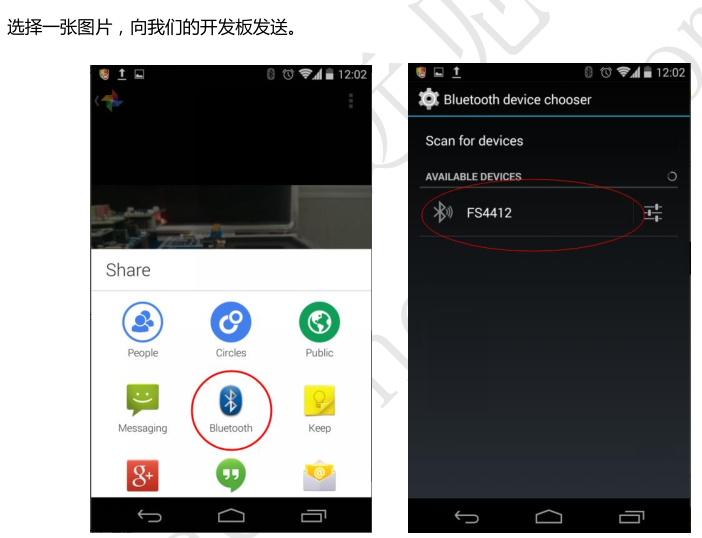 选择一张图片，向我们的开发板发送。
12:02
Share
People Circles Public
Messaging Bluetooth Keep
12:02
Bluetooth device chooser
Scan for devices
AVAILABLE DEVICES
FS4412